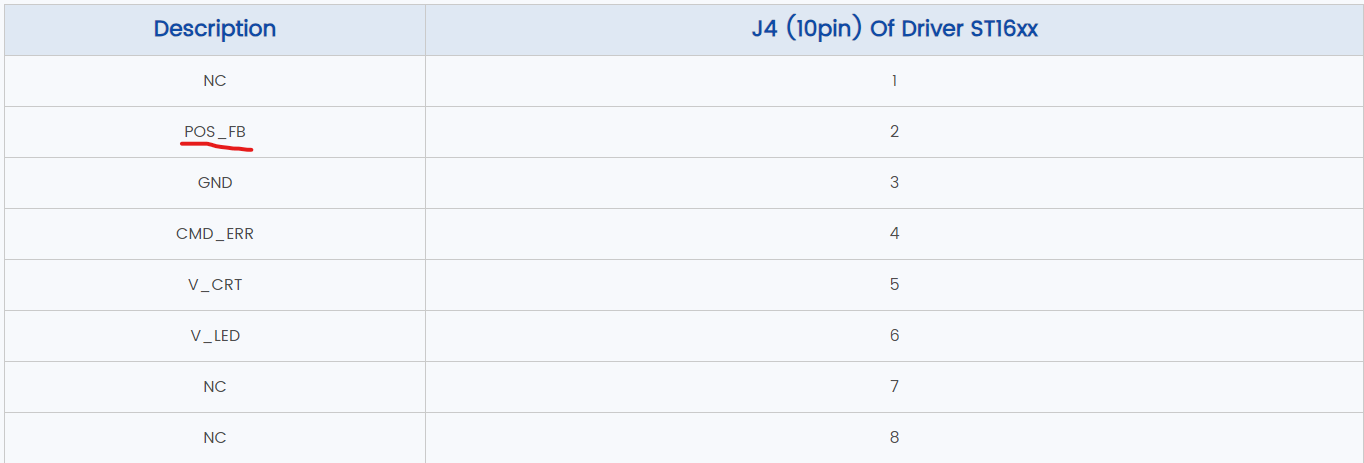 Description J4 (10pin) Of Driver ST16xx
NC 1
POS_FB 2
GND 3
CMD_ERR 4
V_CRT 5
V_LED 6
NC 7
NC 8